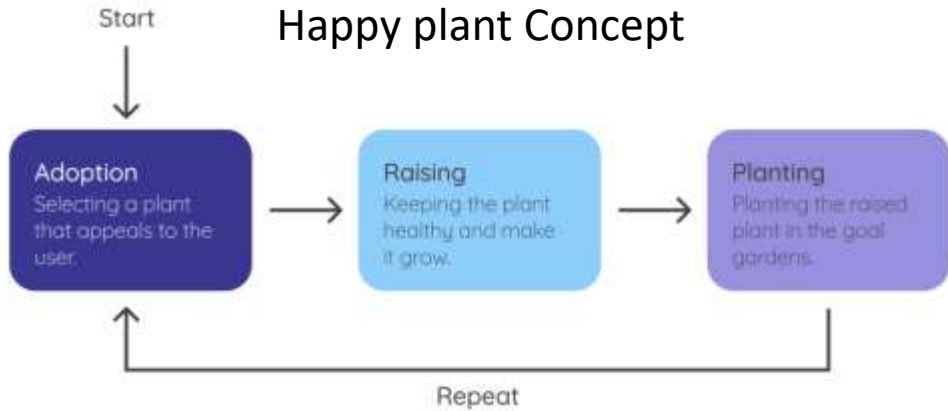 Start
Happy plant Concept
Adoption
Selecting a plant
that appeals to the
user.
Raising
Keeping the plant
healthy and make
it grow.
Planting
Planting the raised
plant in the goal
gardens.
Repeat